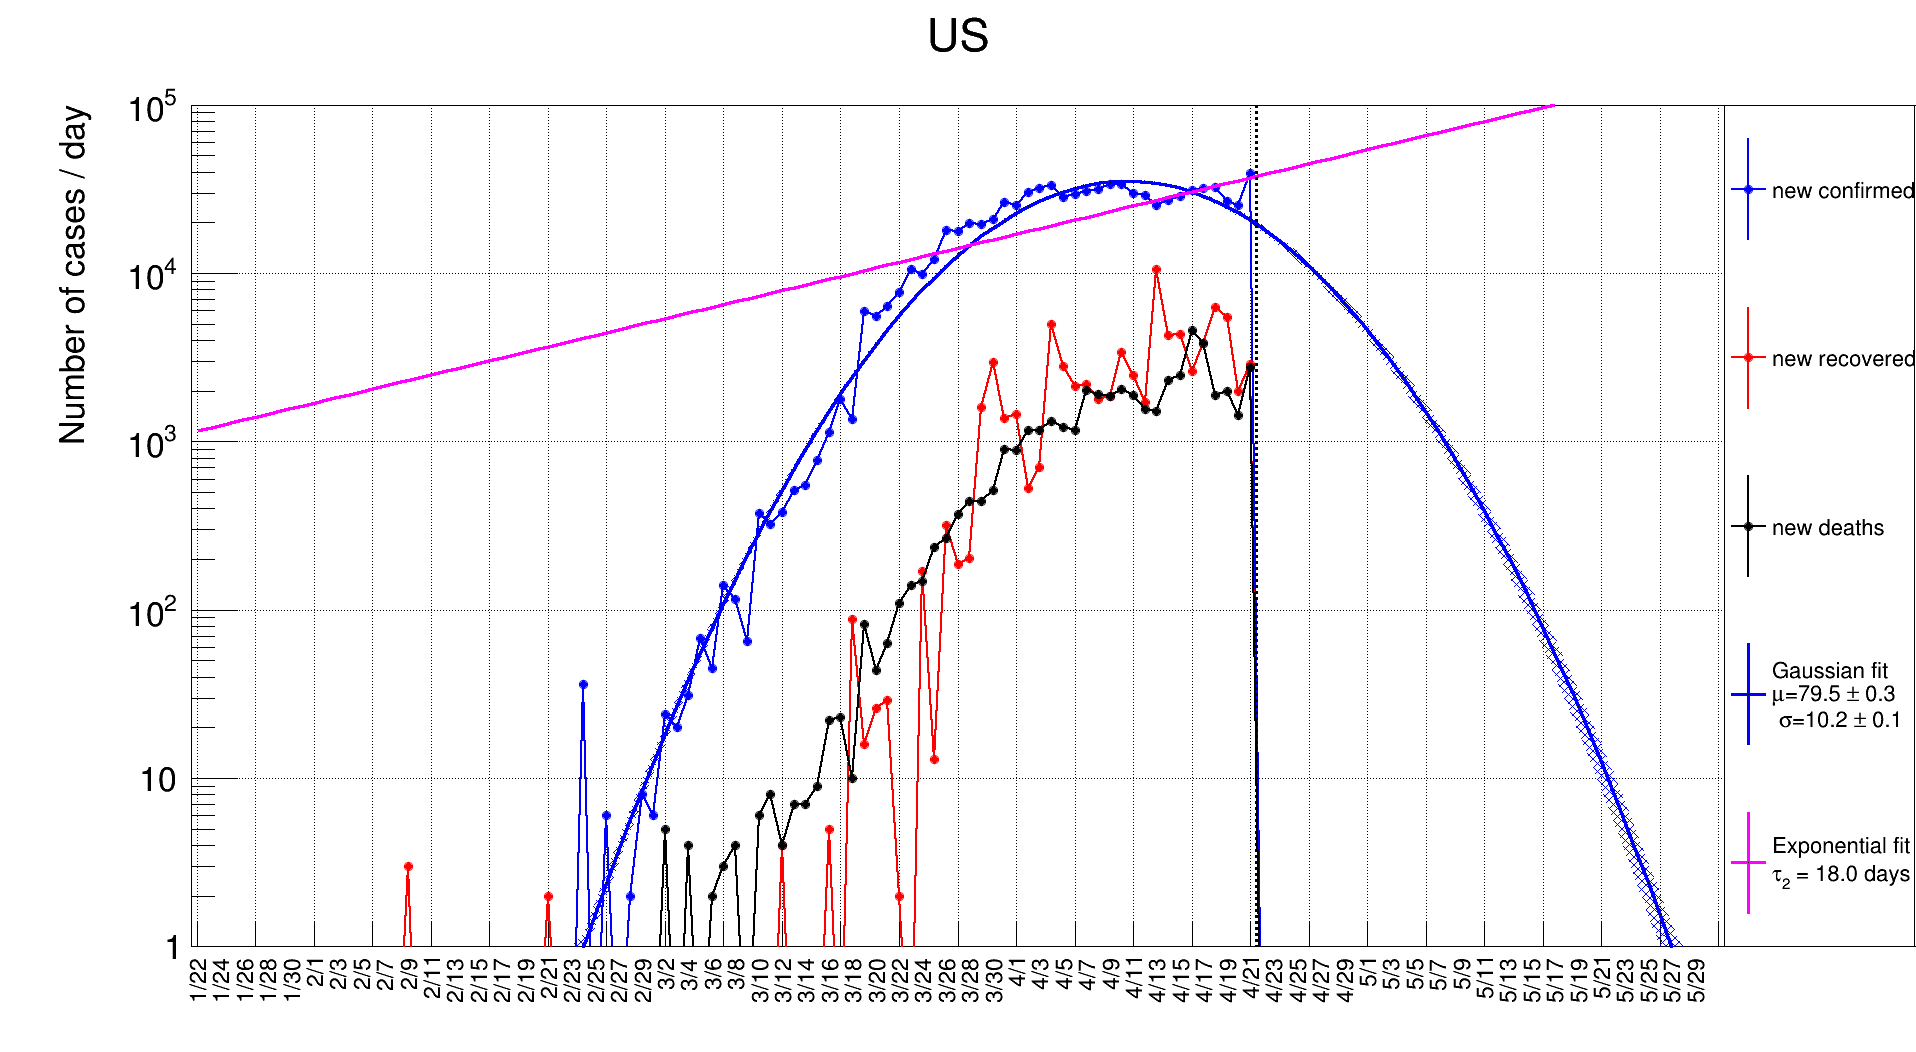 US
Number of cases / day
10^5
10^4
10^3
10^2
10
1
1/22 1/24 1/26 1/28 1/30 2/1 2/3 2/5 2/7 2/9 2/11 2/13 2/15 2/17 2/19 2/21 2/23 2/25 2/27 2/29 3/2 3/4 3/6 3/8 3/10 3/12 3/14 3/16 3/18 3/20 3/22 3/24 3/26 3/28 3/30 4/1 4/3 4/5 4/7 4/9 4/11 4/13 4/15 4/17 4/19 4/21 4/23 4/25 4/27 4/29 5/1 5/3 5/5 5/7 5/9 5/11 5/13 5/15 5/17 5/19 5/21 5/23 5/25 5/27 5/29
new confirmed
new recovered
new deaths
Gaussian fit
μ=79.5 ± 0.3
σ=10.2 ± 0.1
Exponential fit
τ₂ = 18.0 days